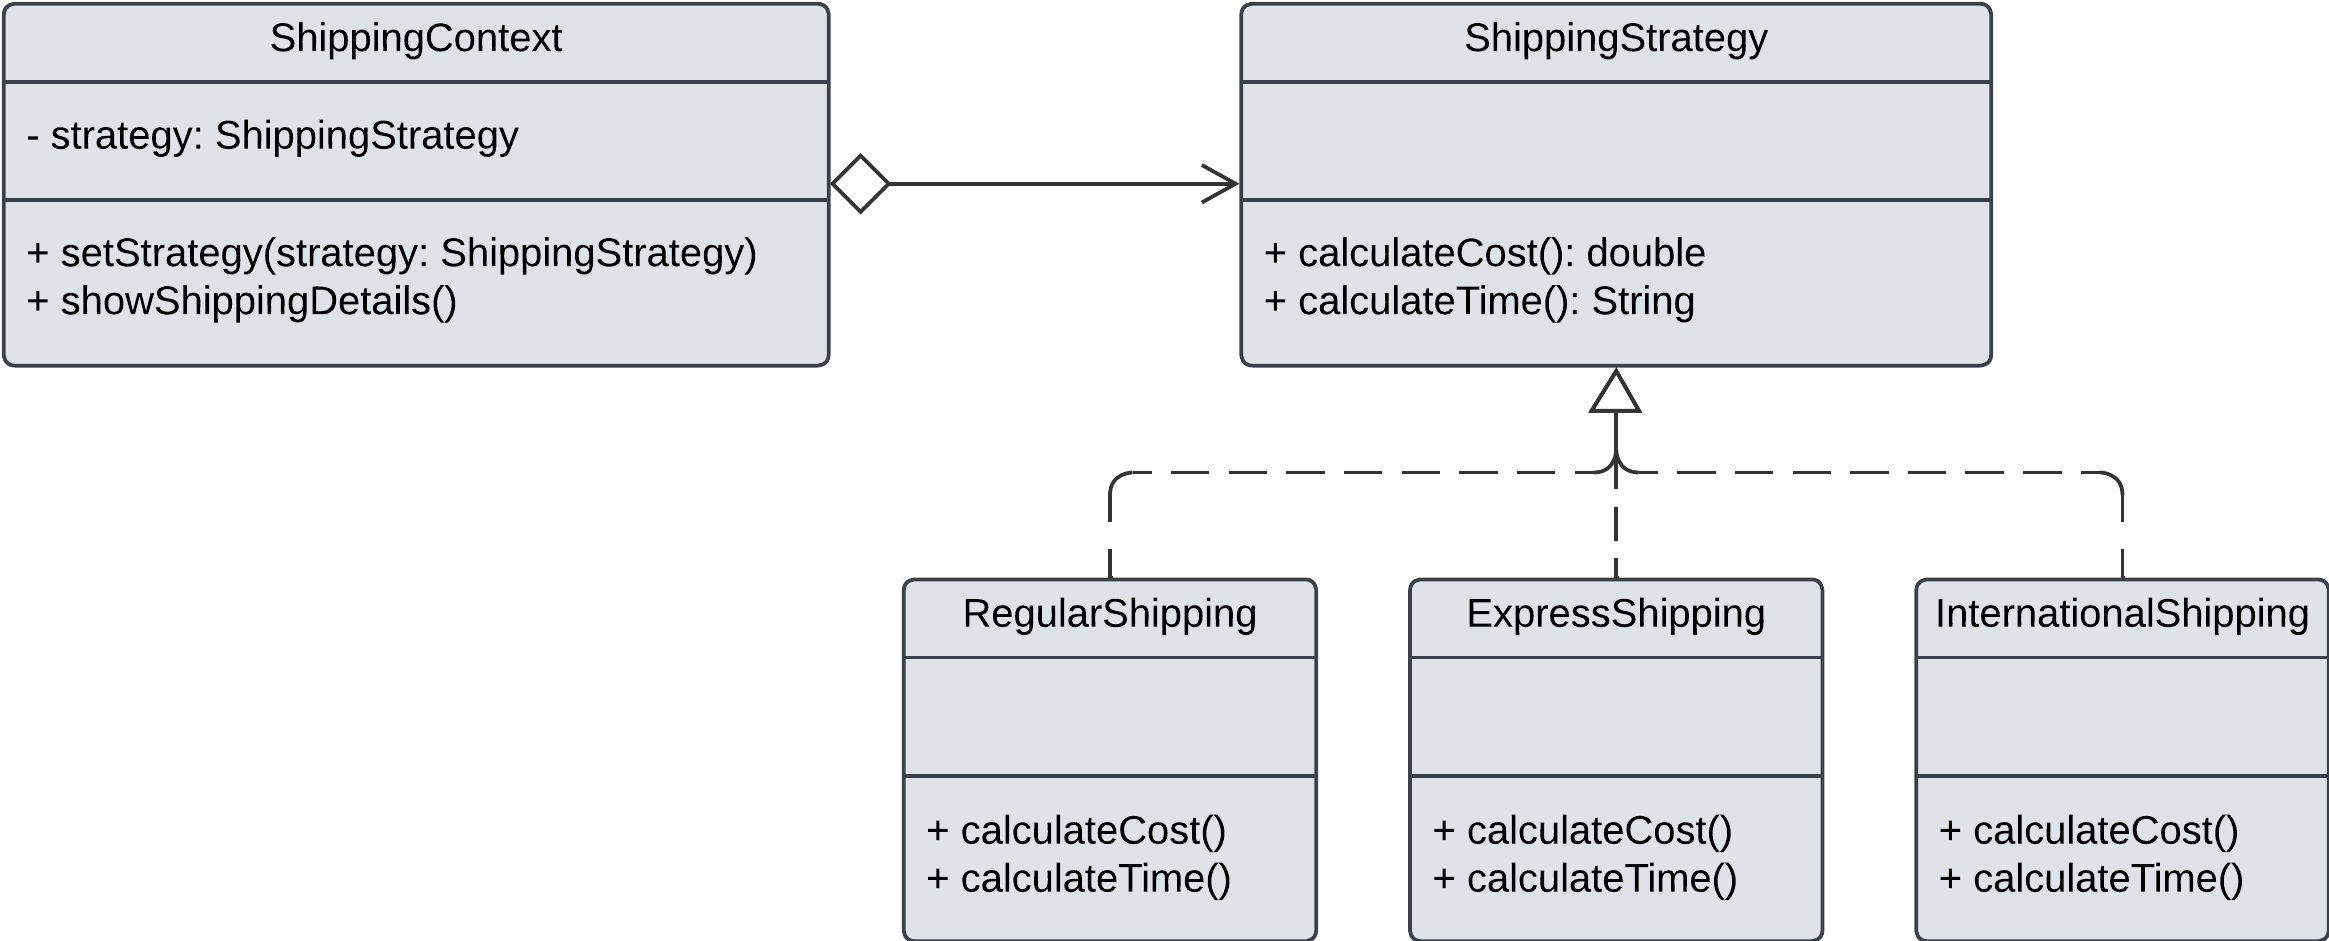 ShippingContext
- strategy: ShippingStrategy
+ setStrategy(strategy: ShippingStrategy)
+ showShippingDetails()
ShippingStrategy
+ calculateCost(): double
+ calculateTime(): String
RegularShipping
+ calculateCost()
+ calculateTime()
ExpressShipping
+ calculateCost()
+ calculateTime()
InternationalShipping
+ calculateCost()
+ calculateTime()